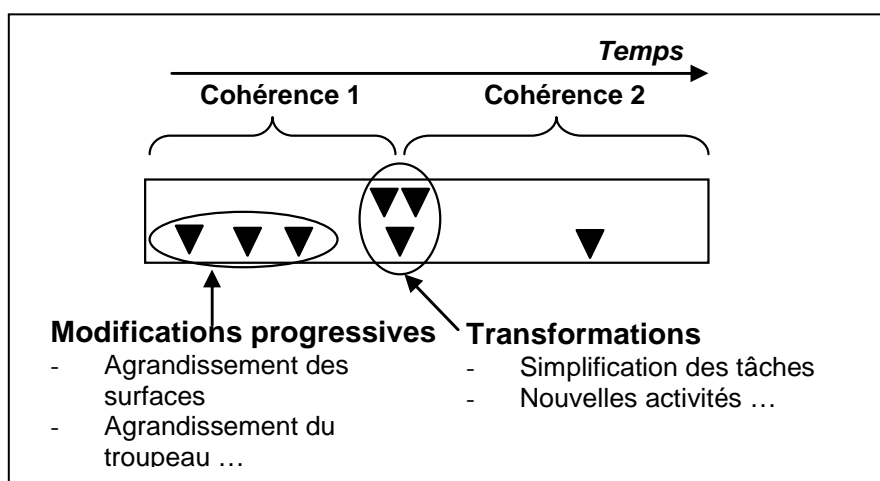 Temps
Cohérence 1
Cohérence 2
Modifications progressives
- Agrandissement des
surfaces
- Agrandissement du
troupeau …
Transformations
- Simplification des tâches
- Nouvelles activités …